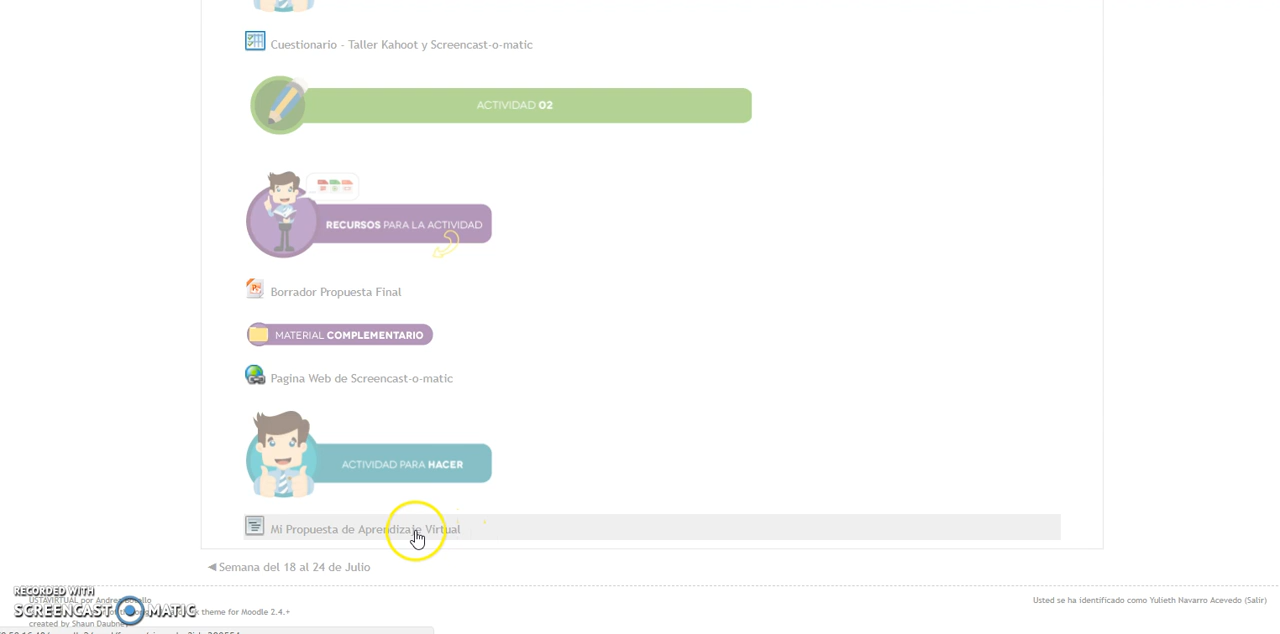 Cuestionario - Taller Kahoot y Screencast-o-matic
ACTIVIDAD 02
RECURSOS PARA LA ACTIVIDAD
Borrador Propuesta Final
MATERIAL COMPLEMENTARIO
Pagina Web de Screencast-o-matic
ACTIVIDAD PARA HACER
Mi Propuesta de Aprendizaje Virtual
◄ Semana del 18 al 24 de Julio
RECORDED WITH
SCREENCAST MATIC
USTAVIRTUAL por Andrea
Usted se ha identificado como Yulieth Navarro Acevedo (Salir)
theme for Moodle 2.4.+
created by Shaun Daubney